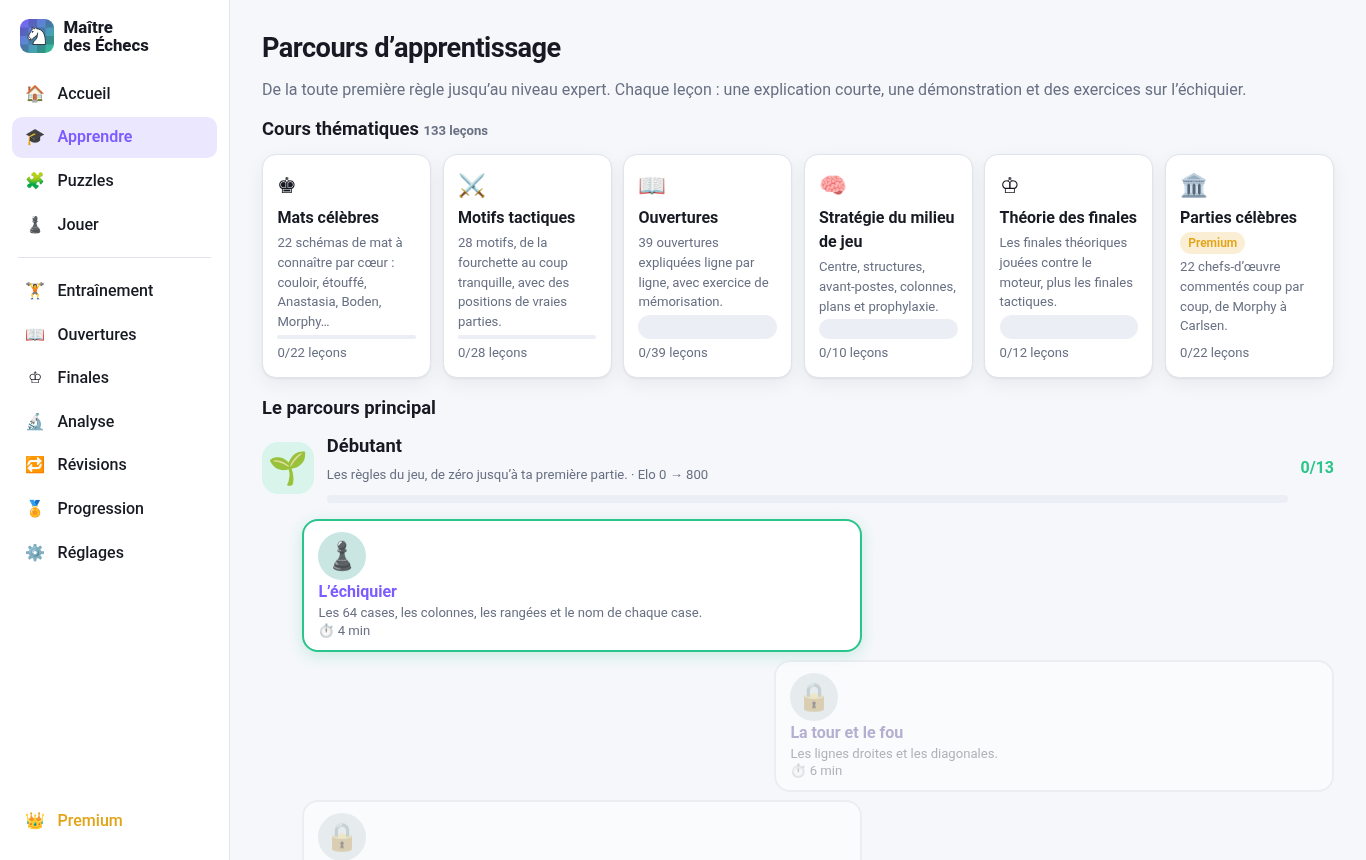 Maître
des Échecs
Accueil
Apprendre
Puzzles
Jouer
Entraînement
Ouvertures
Finales
Analyse
Révisions
Progression
Réglages
Premium
Parcours d’apprentissage
De la toute première règle jusqu’au niveau expert. Chaque leçon : une explication courte, une démonstration et des exercices sur l’échiquier.
Cours thématiques 133 leçons
Mats célèbres
22 schémas de mat à
connaître par cœur :
couloir, étouffé,
Anastasia, Boden,
Morphy…
0/22 leçons
Motifs tactiques
28 motifs, de la
fourchette au coup
tranquille, avec des
positions de vraies
parties.
0/28 leçons
Ouvertures
39 ouvertures
expliquées ligne par
ligne, avec exercice de
mémorisation.
0/39 leçons
Stratégie du milieu
de jeu
Centre, structures,
avant-postes, colonnes,
plans et prophylaxie.
0/10 leçons
Théorie des finales
Les finales théoriques
jouées contre le
moteur, plus les finales
tactiques.
0/12 leçons
Parties célèbres
Premium
22 chefs-d’œuvre
commentés coup par
coup, de Morphy à
Carlsen.
0/22 leçons
Le parcours principal
Débutant
Les règles du jeu, de zéro jusqu’à ta première partie. · Elo 0 → 800
0/13
L’échiquier
Les 64 cases, les colonnes, les rangées et le nom de chaque case.
⏱️ 4 min
La tour et le fou
Les lignes droites et les diagonales.
⏱️ 6 min